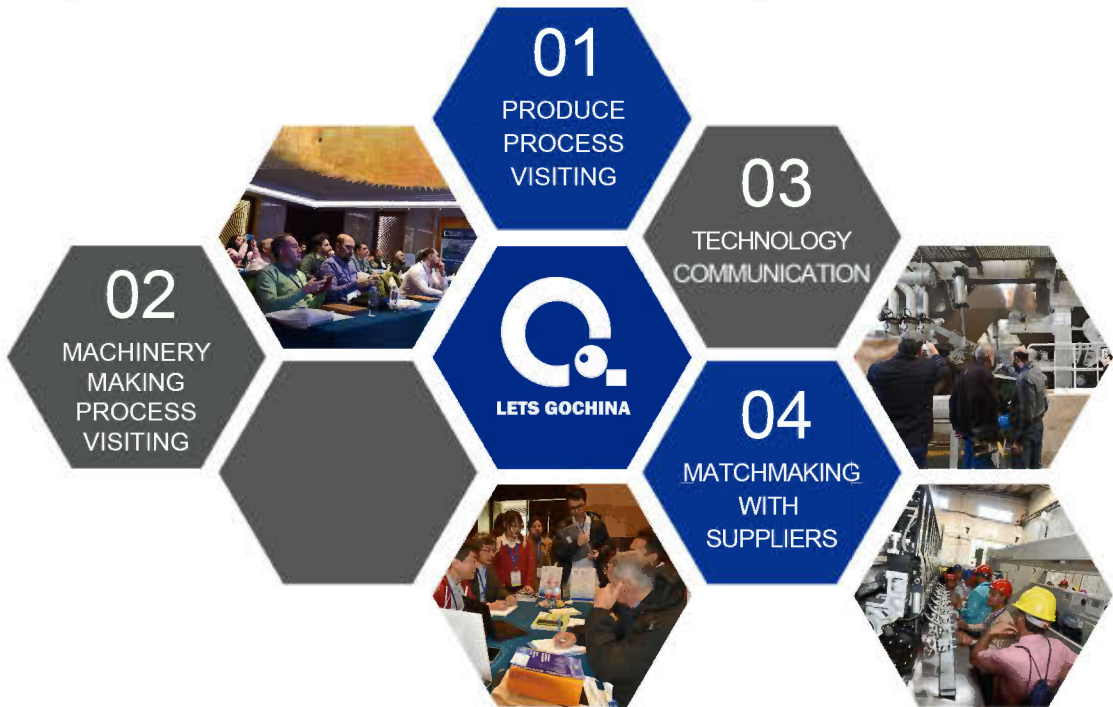 01
PRODUCE
PROCESS
VISITING
02
MACHINERY
MAKING
PROCESS
VISITING
03
TECHNOLOGY
COMMUNICATION
LETS GOCHINA
04
MATCHMAKING
WITH
SUPPLIERS